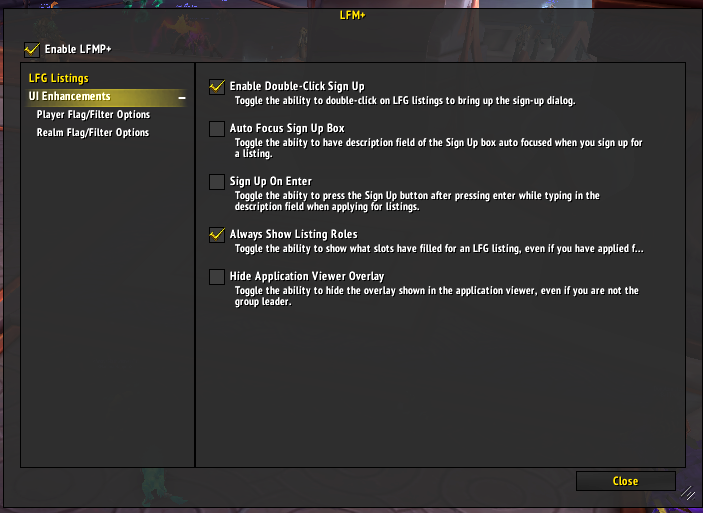 LFM+
Enable LFMP+
LFG Listings
UI Enhancements
Player Flag/Filter Options
Realm Flag/Filter Options
Enable Double-Click Sign Up
Toggle the ability to double-click on LFG listings to bring up the sign-up dialog.
Auto Focus Sign Up Box
Toggle the abiity to have description field of the Sign Up box auto focused when you sign up for
a listing.
Sign Up On Enter
Toggle the abiity to press the Sign Up button after pressing enter while typing in the
description field when applying for listings.
Always Show Listing Roles
Toggle the ability to show what slots have filled for an LFG listing, even if you have applied f...
Hide Application Viewer Overlay
Toggle the ability to hide the overlay shown in the application viewer, even if you are not the
group leader.
Close